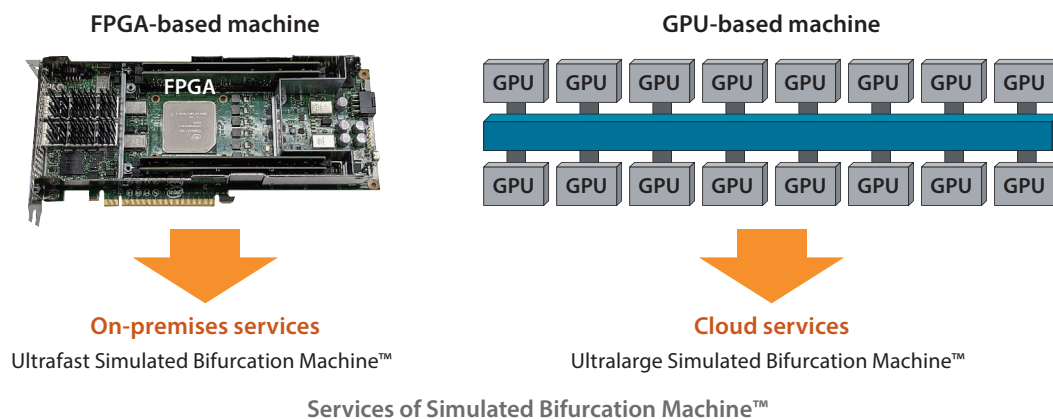 FPGA-based machine
GPU-based machine
FPGA
GPU GPU GPU GPU GPU GPU GPU GPU
GPU GPU GPU GPU GPU GPU GPU GPU
On-premises services
Cloud services
Ultrafast Simulated Bifurcation Machine™
Ultralarge Simulated Bifurcation Machine™
Services of Simulated Bifurcation Machine™